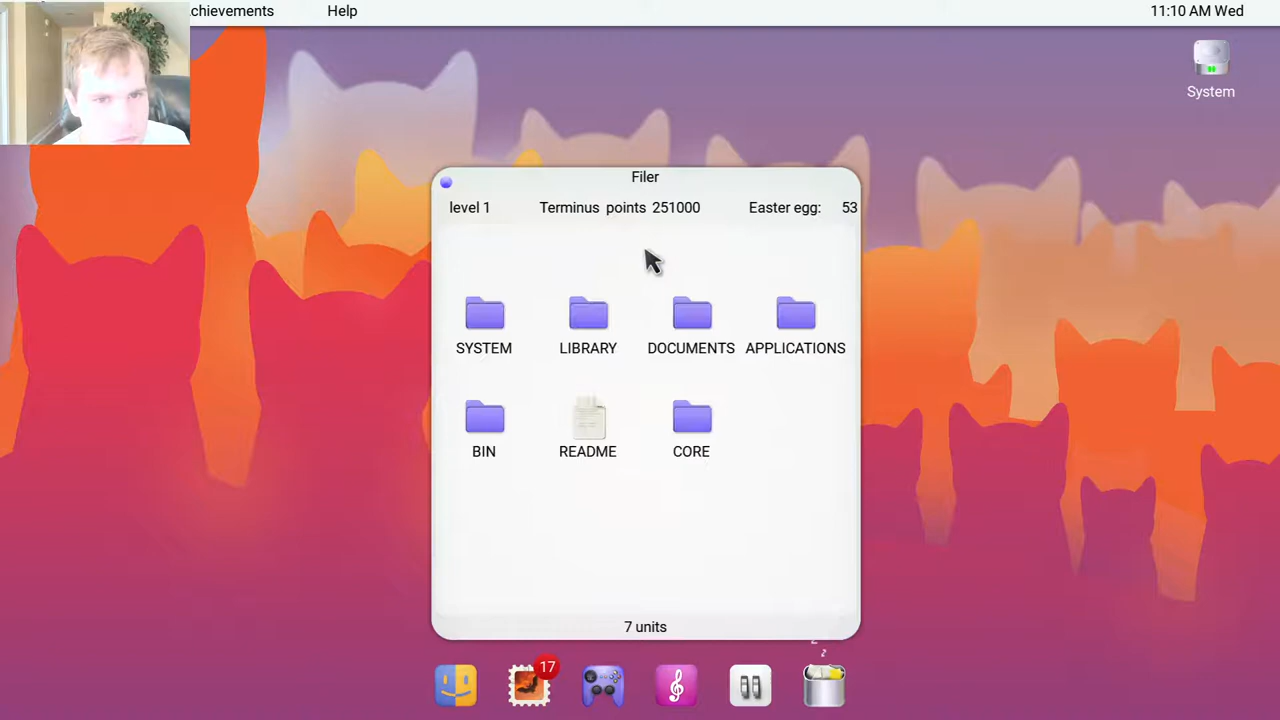 chievements Help 11:10 AM Wed
System
Filer
level 1 Terminus points 251000 Easter egg: 53
SYSTEM LIBRARY DOCUMENTS APPLICATIONS
BIN README CORE
7 units
17